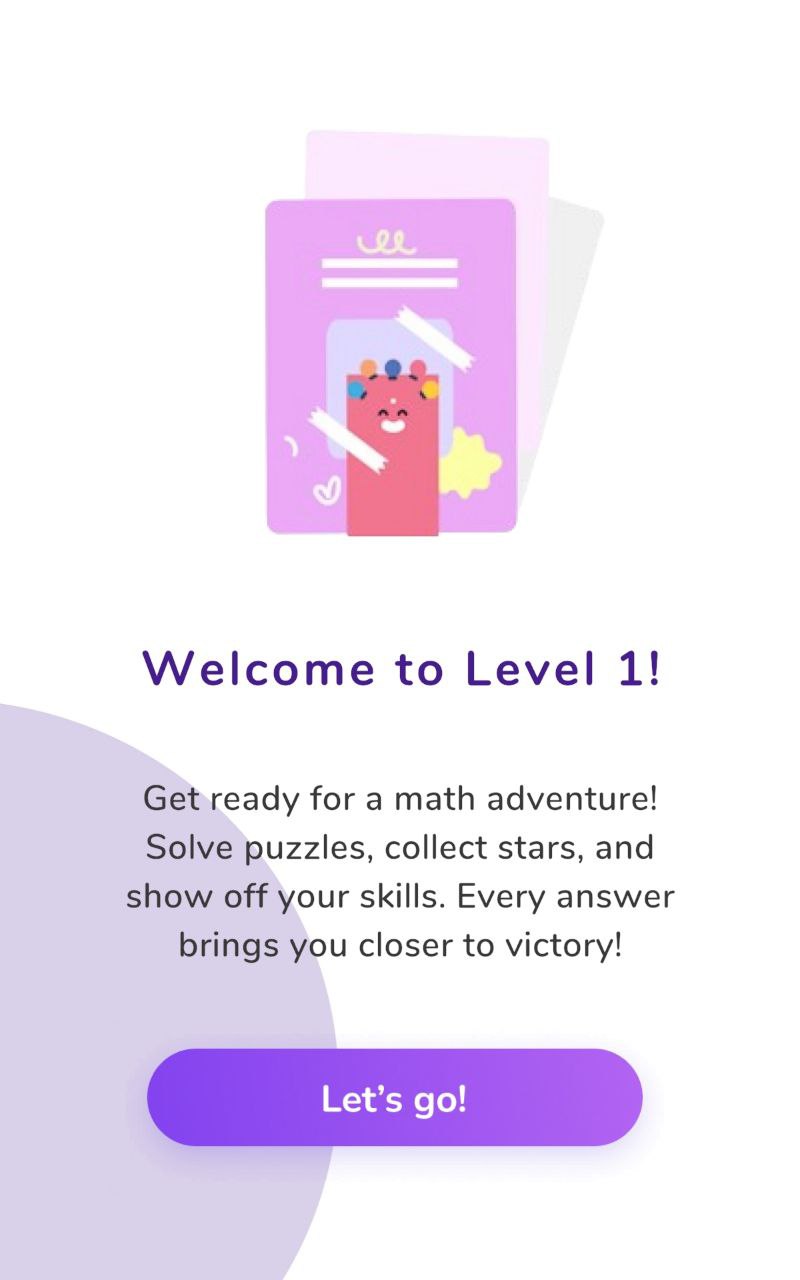 Welcome to Level 1!
Get ready for a math adventure!
Solve puzzles, collect stars, and
show off your skills. Every answer
brings you closer to victory!
Let’s go!